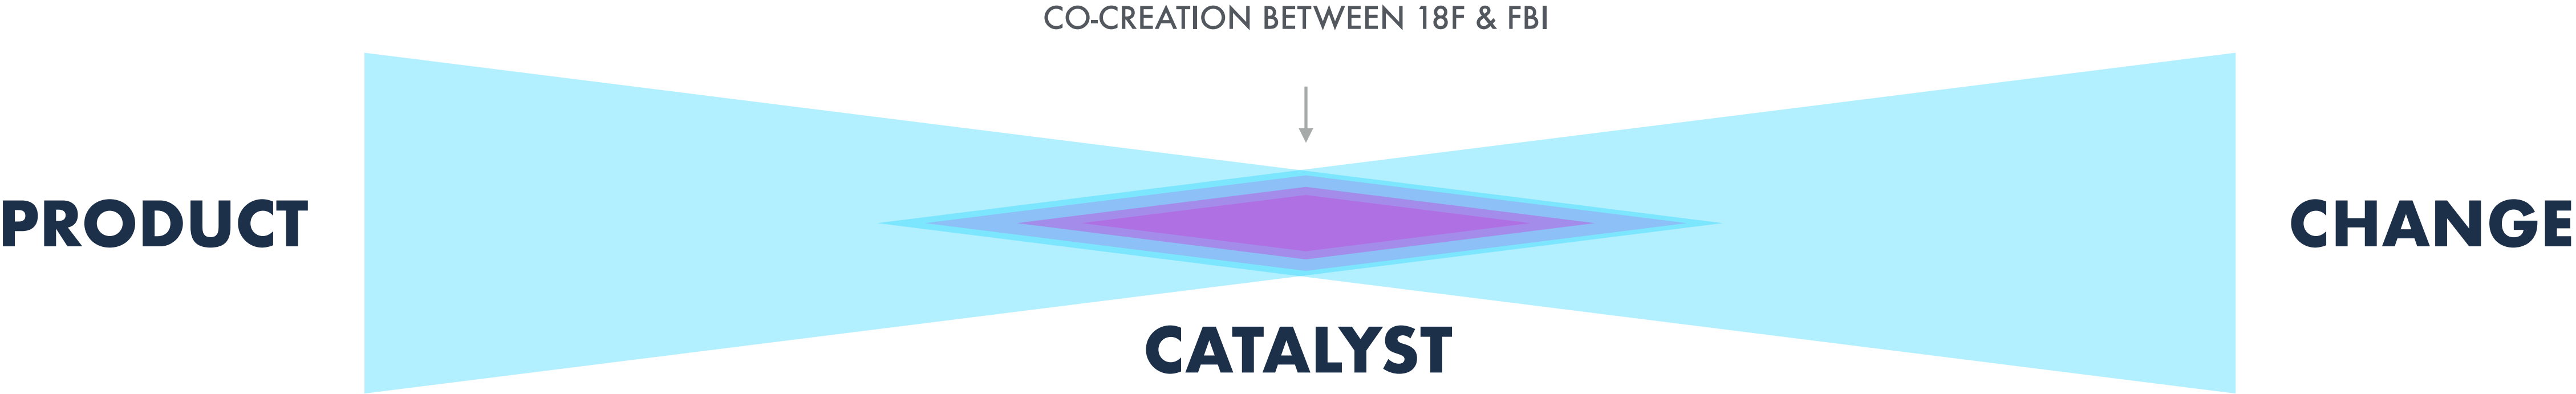 CO-CREATION BETWEEN 18F & FBI
PRODUCT
CHANGE
CATALYST